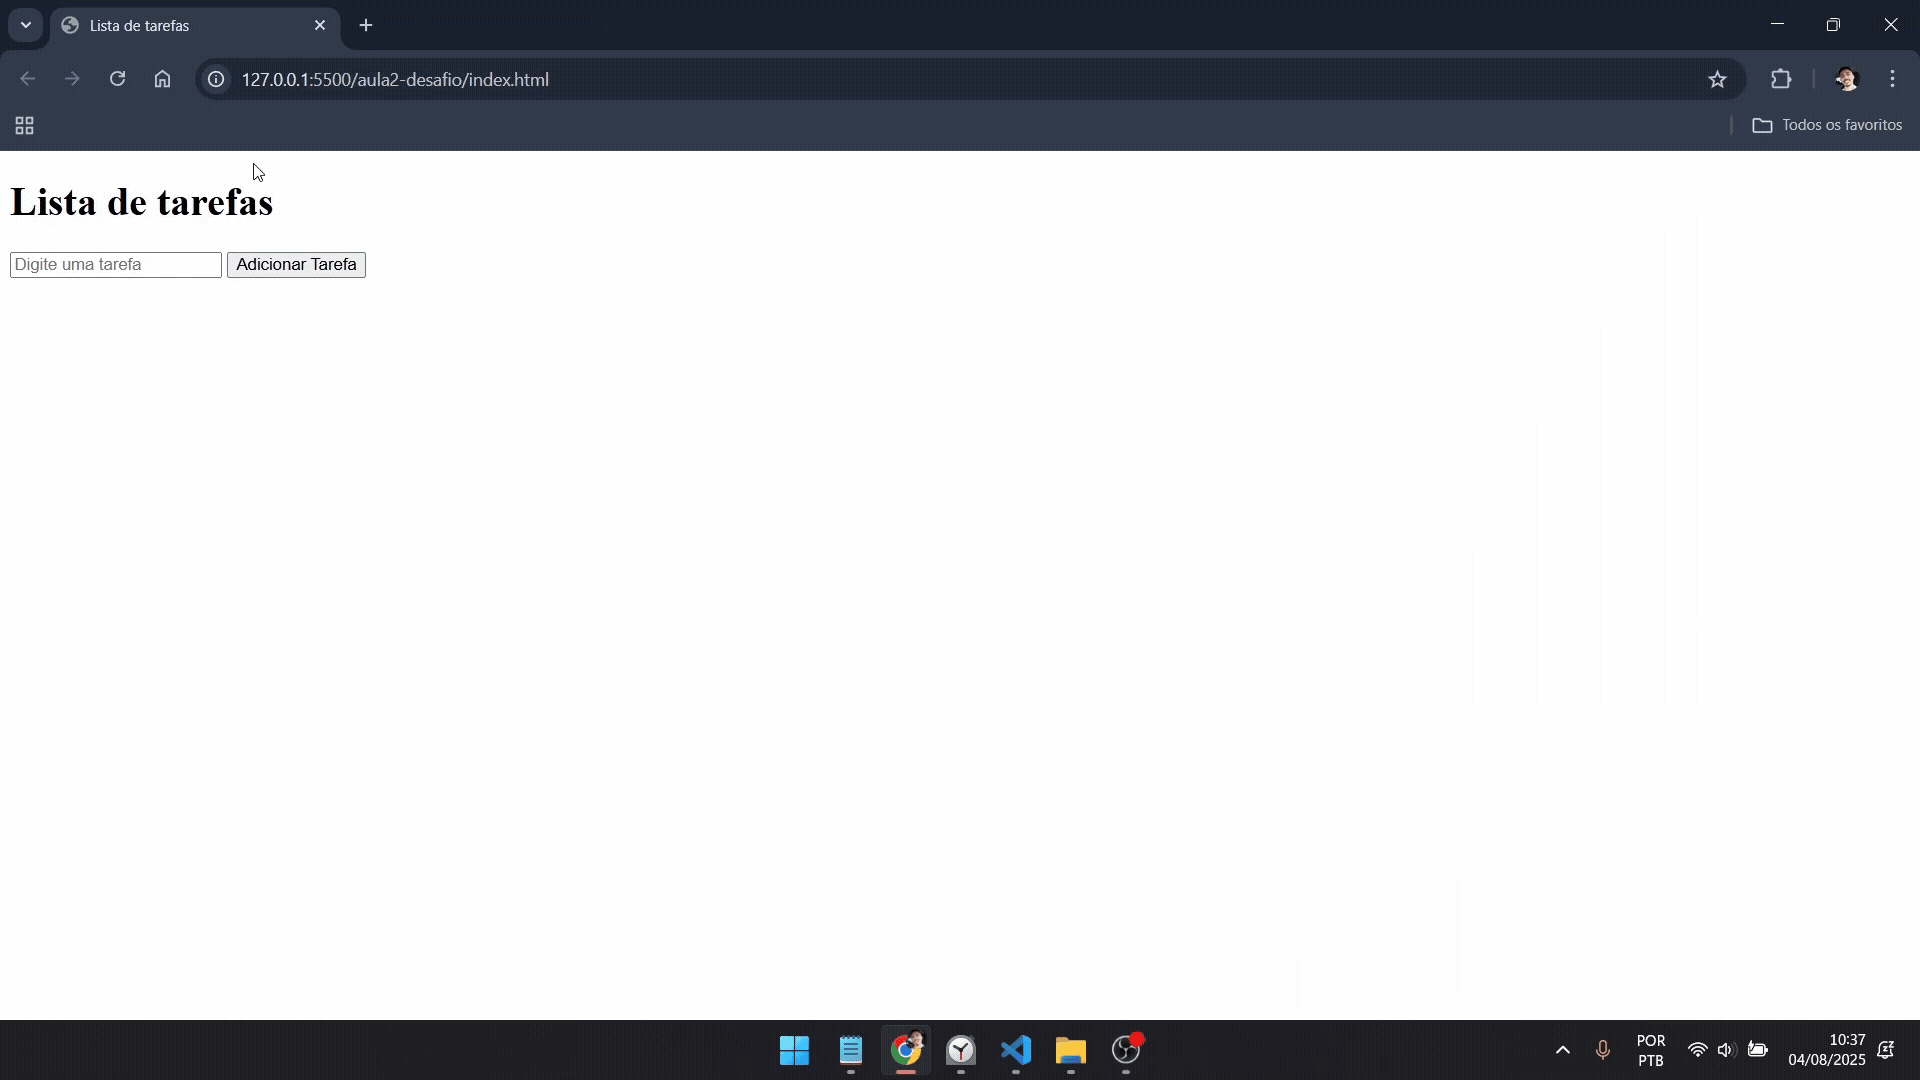 Lista de tarefas
127.0.0.1:5500/aula2-desafio/index.html
Todos os favoritos
Lista de tarefas
Digite uma tarefa Adicionar Tarefa
POR 10:37
PTB 04/08/2025